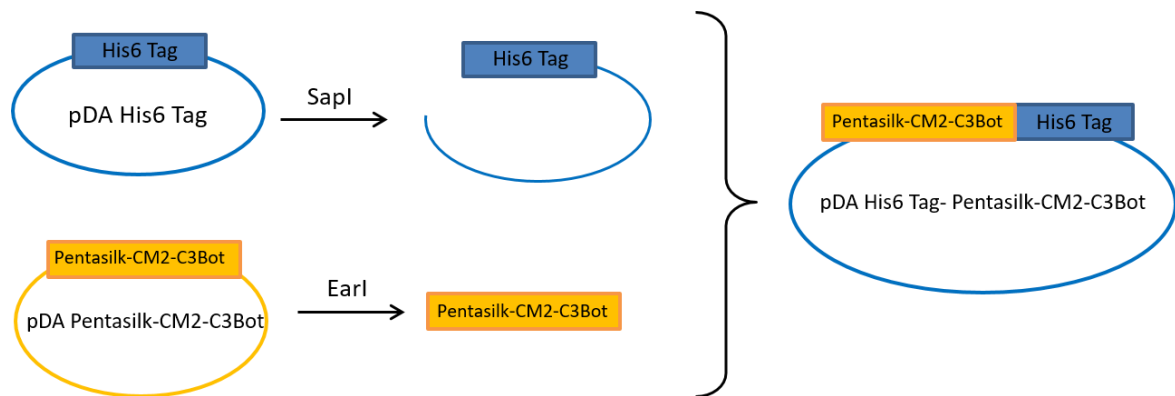 His6 Tag
pDA His6 Tag
SapI
His6 Tag
Pentasilk-CM2-C3Bot
pDA Pentasilk-CM2-C3Bot
EarI
Pentasilk-CM2-C3Bot
Pentasilk-CM2-C3Bot His6 Tag
pDA His6 Tag- Pentasilk-CM2-C3Bot